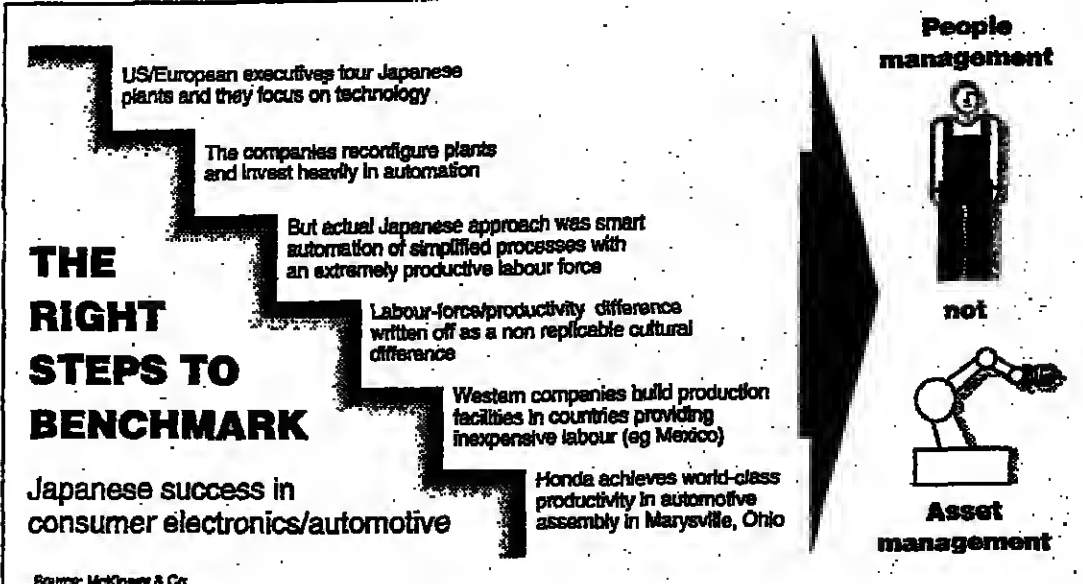 US/European executives tour Japanese
plants and they focus on technology
The companies reconfigure plants
and invest heavily in automation
But actual Japanese approach was smart
automation of simplified processes with
an extremely productive labour force
Labour-force/productivity difference
written off as a non replicable cultural
difference
Western companies build production
facilities in countries providing
inexpensive labour (eg Mexico)
Honda achieves world-class
productivity in automotive
assembly in Marysville, Ohio
THE
RIGHT
STEPS TO
BENCHMARK
Japanese success in
consumer electronics/automotive
Source: McKinsey & Co
People
management
not
Asset
management